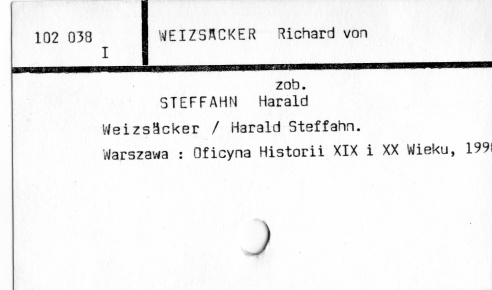 102 038
I
WEIZSÄCKER Richard von
zob.
STEFFAHN Harald
Weizsäcker / Harald Steffahn.
Warszawa : Oficyna Historii XIX i XX Wieku, 199